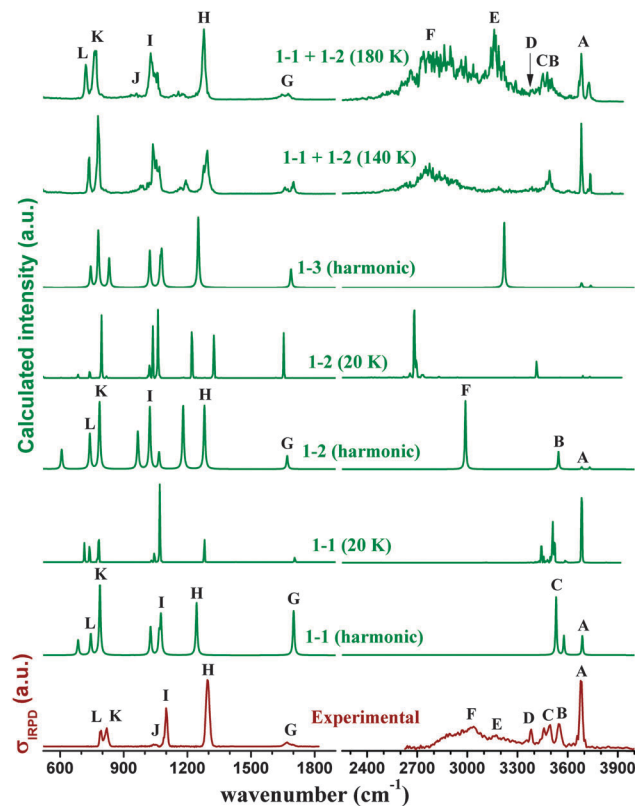 H
F
E
K
L
I
J
G
D
CB
A
1-1 + 1-2 (180 K)
1-1 + 1-2 (140 K)
1-3 (harmonic)
1-2 (20 K)
K
L
I
H
G
F
B
A
1-2 (harmonic)
1-1 (20 K)
K
L
I
H
G
C
A
1-1 (harmonic)
L
K
J
I
H
G
F
E
D
C
B
A
Experimental
Calculated intensity (a.u.)
σIRPD (a.u.)
600 900 1200 1500 1800 2400 2700 3000 3300 3600 3900
wavenumber (cm-1)